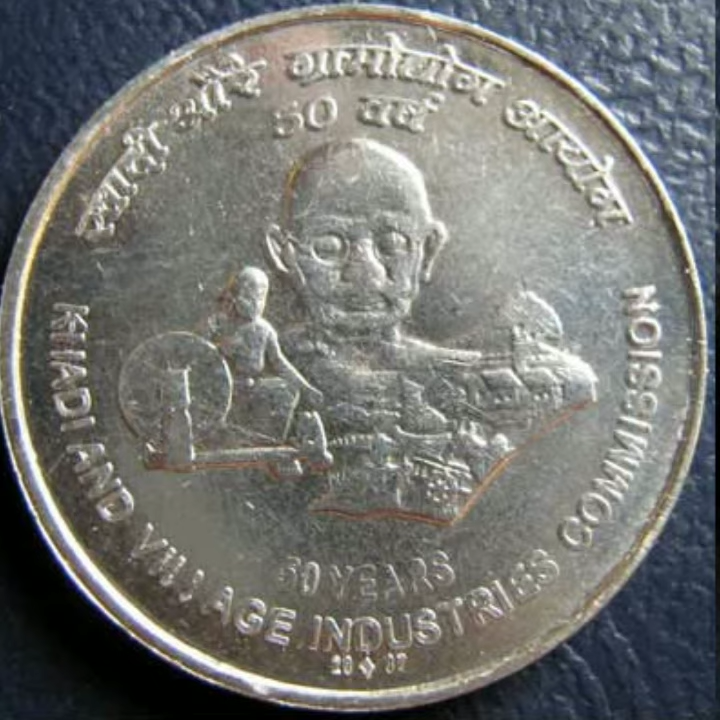 खादी और ग्रामोद्योग आयोग
50 वर्ष
KHADI AND VILLAGE INDUSTRIES COMMISSION
50 YEARS
20 07